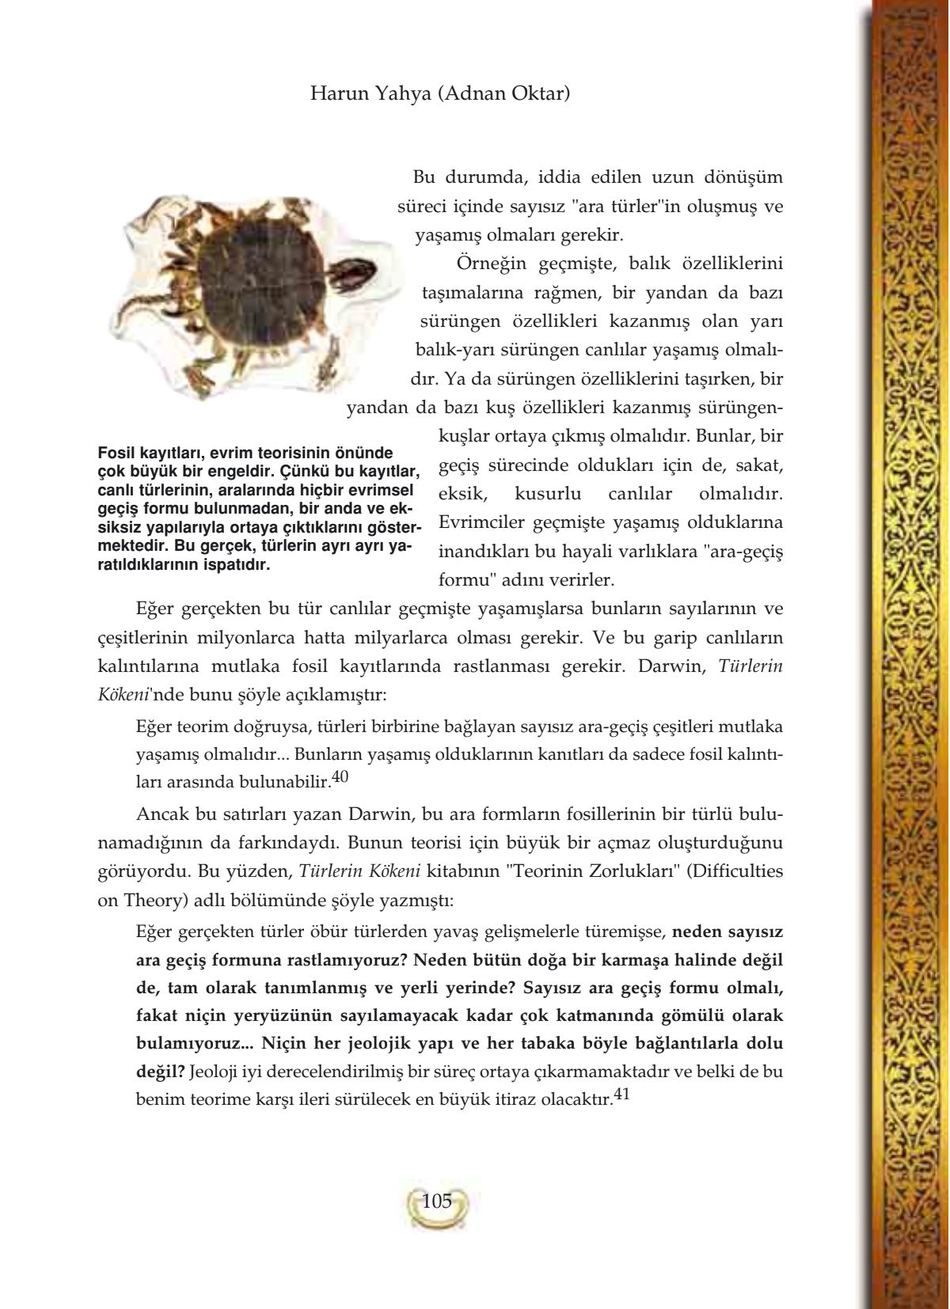 Harun Yahya (Adnan Oktar)
Bu durumda, iddia edilen uzun dönüşüm
süreci içinde sayısız "ara türler"in oluşmuş ve
yaşamış olmaları gerekir.
Örneğin geçmişte, balık özelliklerini
taşımalarına rağmen, bir yandan da bazı
sürüngen özellikleri kazanmış olan yarı
balık-yarı sürüngen canlılar yaşamış olmalı-
dır. Ya da sürüngen özelliklerini taşırken, bir
yandan da bazı kuş özellikleri kazanmış sürüngen-
kuşlar ortaya çıkmış olmalıdır. Bunlar, bir
geçiş sürecinde oldukları için de, sakat,
eksik, kusurlu canlılar olmalıdır.
Evrimciler geçmişte yaşamış olduklarına
inandıkları bu hayali varlıklara "ara-geçiş
formu" adını verirler.
Fosil kayıtları, evrim teorisinin önünde
çok büyük bir engeldir. Çünkü bu kayıtlar,
canlı türlerinin, aralarında hiçbir evrimsel
geçiş formu bulunmadan, bir anda ve ek-
siksiz yapılarıyla ortaya çıktıklarını göster-
mektedir. Bu gerçek, türlerin ayrı ayrı ya-
ratıldıklarının ispatıdır.
Eğer gerçekten bu tür canlılar geçmişte yaşamışlarsa bunların sayılarının ve
çeşitlerinin milyonlarca hatta milyarlarca olması gerekir. Ve bu garip canlıların
kalıntılarına mutlaka fosil kayıtlarında rastlanması gerekir. Darwin, Türlerin
Kökeni'nde bunu şöyle açıklamıştır:
Eğer teorim doğruysa, türleri birbirine bağlayan sayısız ara-geçiş çeşitleri mutlaka
yaşamış olmalıdır... Bunların yaşamış olduklarının kanıtları da sadece fosil kalıntı-
ları arasında bulunabilir.40
Ancak bu satırları yazan Darwin, bu ara formların fosillerinin bir türlü bulu-
namadığının da farkındaydı. Bunun teorisi için büyük bir açmaz oluşturduğunu
görüyordu. Bu yüzden, Türlerin Kökeni kitabının "Teorinin Zorlukları" (Difficulties
on Theory) adlı bölümünde şöyle yazmıştı:
Eğer gerçekten türler öbür türlerden yavaş gelişmelerle türemişse, neden sayısız
ara geçiş formuna rastlamıyoruz? Neden bütün doğa bir karmaşa halinde değil
de, tam olarak tanımlanmış ve yerli yerinde? Sayısız ara geçiş formu olmalı,
fakat niçin yeryüzünün sayılamayacak kadar çok katmanında gömülü olarak
bulamıyoruz... Niçin her jeolojik yapı ve her tabaka böyle bağlantılarla dolu
değil? Jeoloji iyi derecelendirilmiş bir süreç ortaya çıkarmamaktadır ve belki de bu
benim teorime karşı ileri sürülecek en büyük itiraz olacaktır.41
105